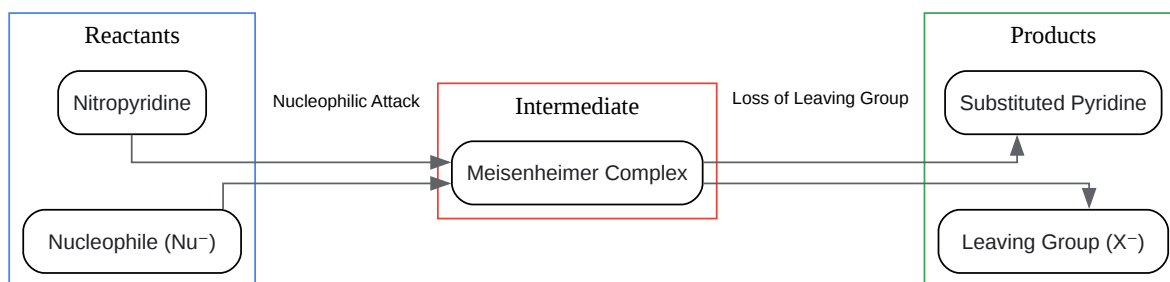 Reactants
Nitropyridine
Nucleophile (Nu⁻)
Nucleophilic Attack
Intermediate
Meisenheimer Complex
Loss of Leaving Group
Products
Substituted Pyridine
Leaving Group (X⁻)